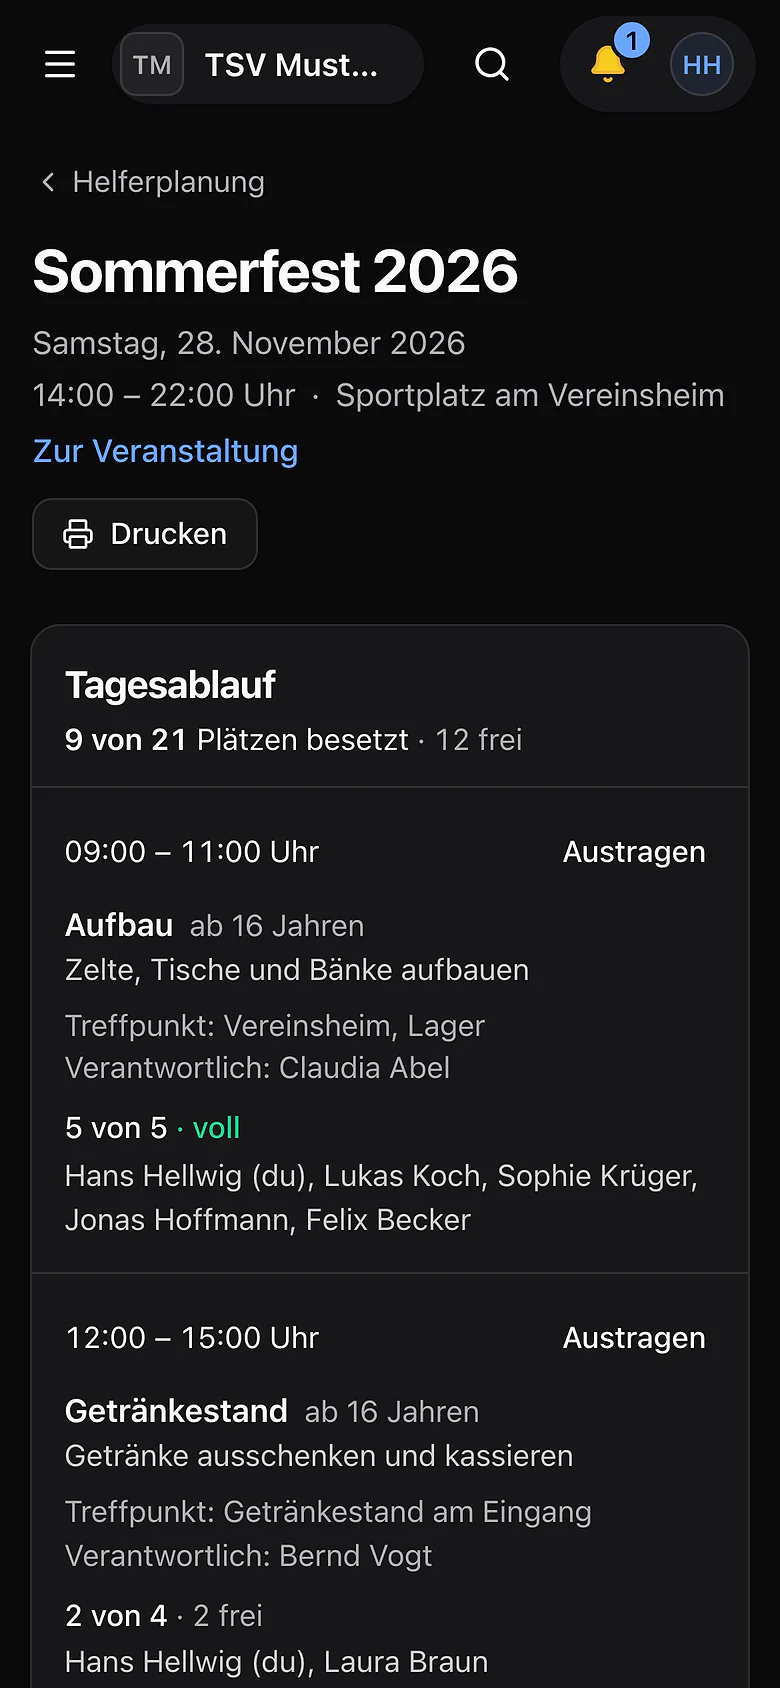 TM TSV Must... 1 HH
Helferplanung
Sommerfest 2026
Samstag, 28. November 2026
14:00 – 22:00 Uhr · Sportplatz am Vereinsheim
Zur Veranstaltung
Drucken
Tagesablauf
9 von 21 Plätzen besetzt · 12 frei
09:00 – 11:00 Uhr Austragen
Aufbau ab 16 Jahren
Zelte, Tische und Bänke aufbauen
Treffpunkt: Vereinsheim, Lager
Verantwortlich: Claudia Abel
5 von 5 · voll
Hans Hellwig (du), Lukas Koch, Sophie Krüger,
Jonas Hoffmann, Felix Becker
12:00 – 15:00 Uhr Austragen
Getränkestand ab 16 Jahren
Getränke ausschenken und kassieren
Treffpunkt: Getränkestand am Eingang
Verantwortlich: Bernd Vogt
2 von 4 · 2 frei
Hans Hellwig (du), Laura Braun